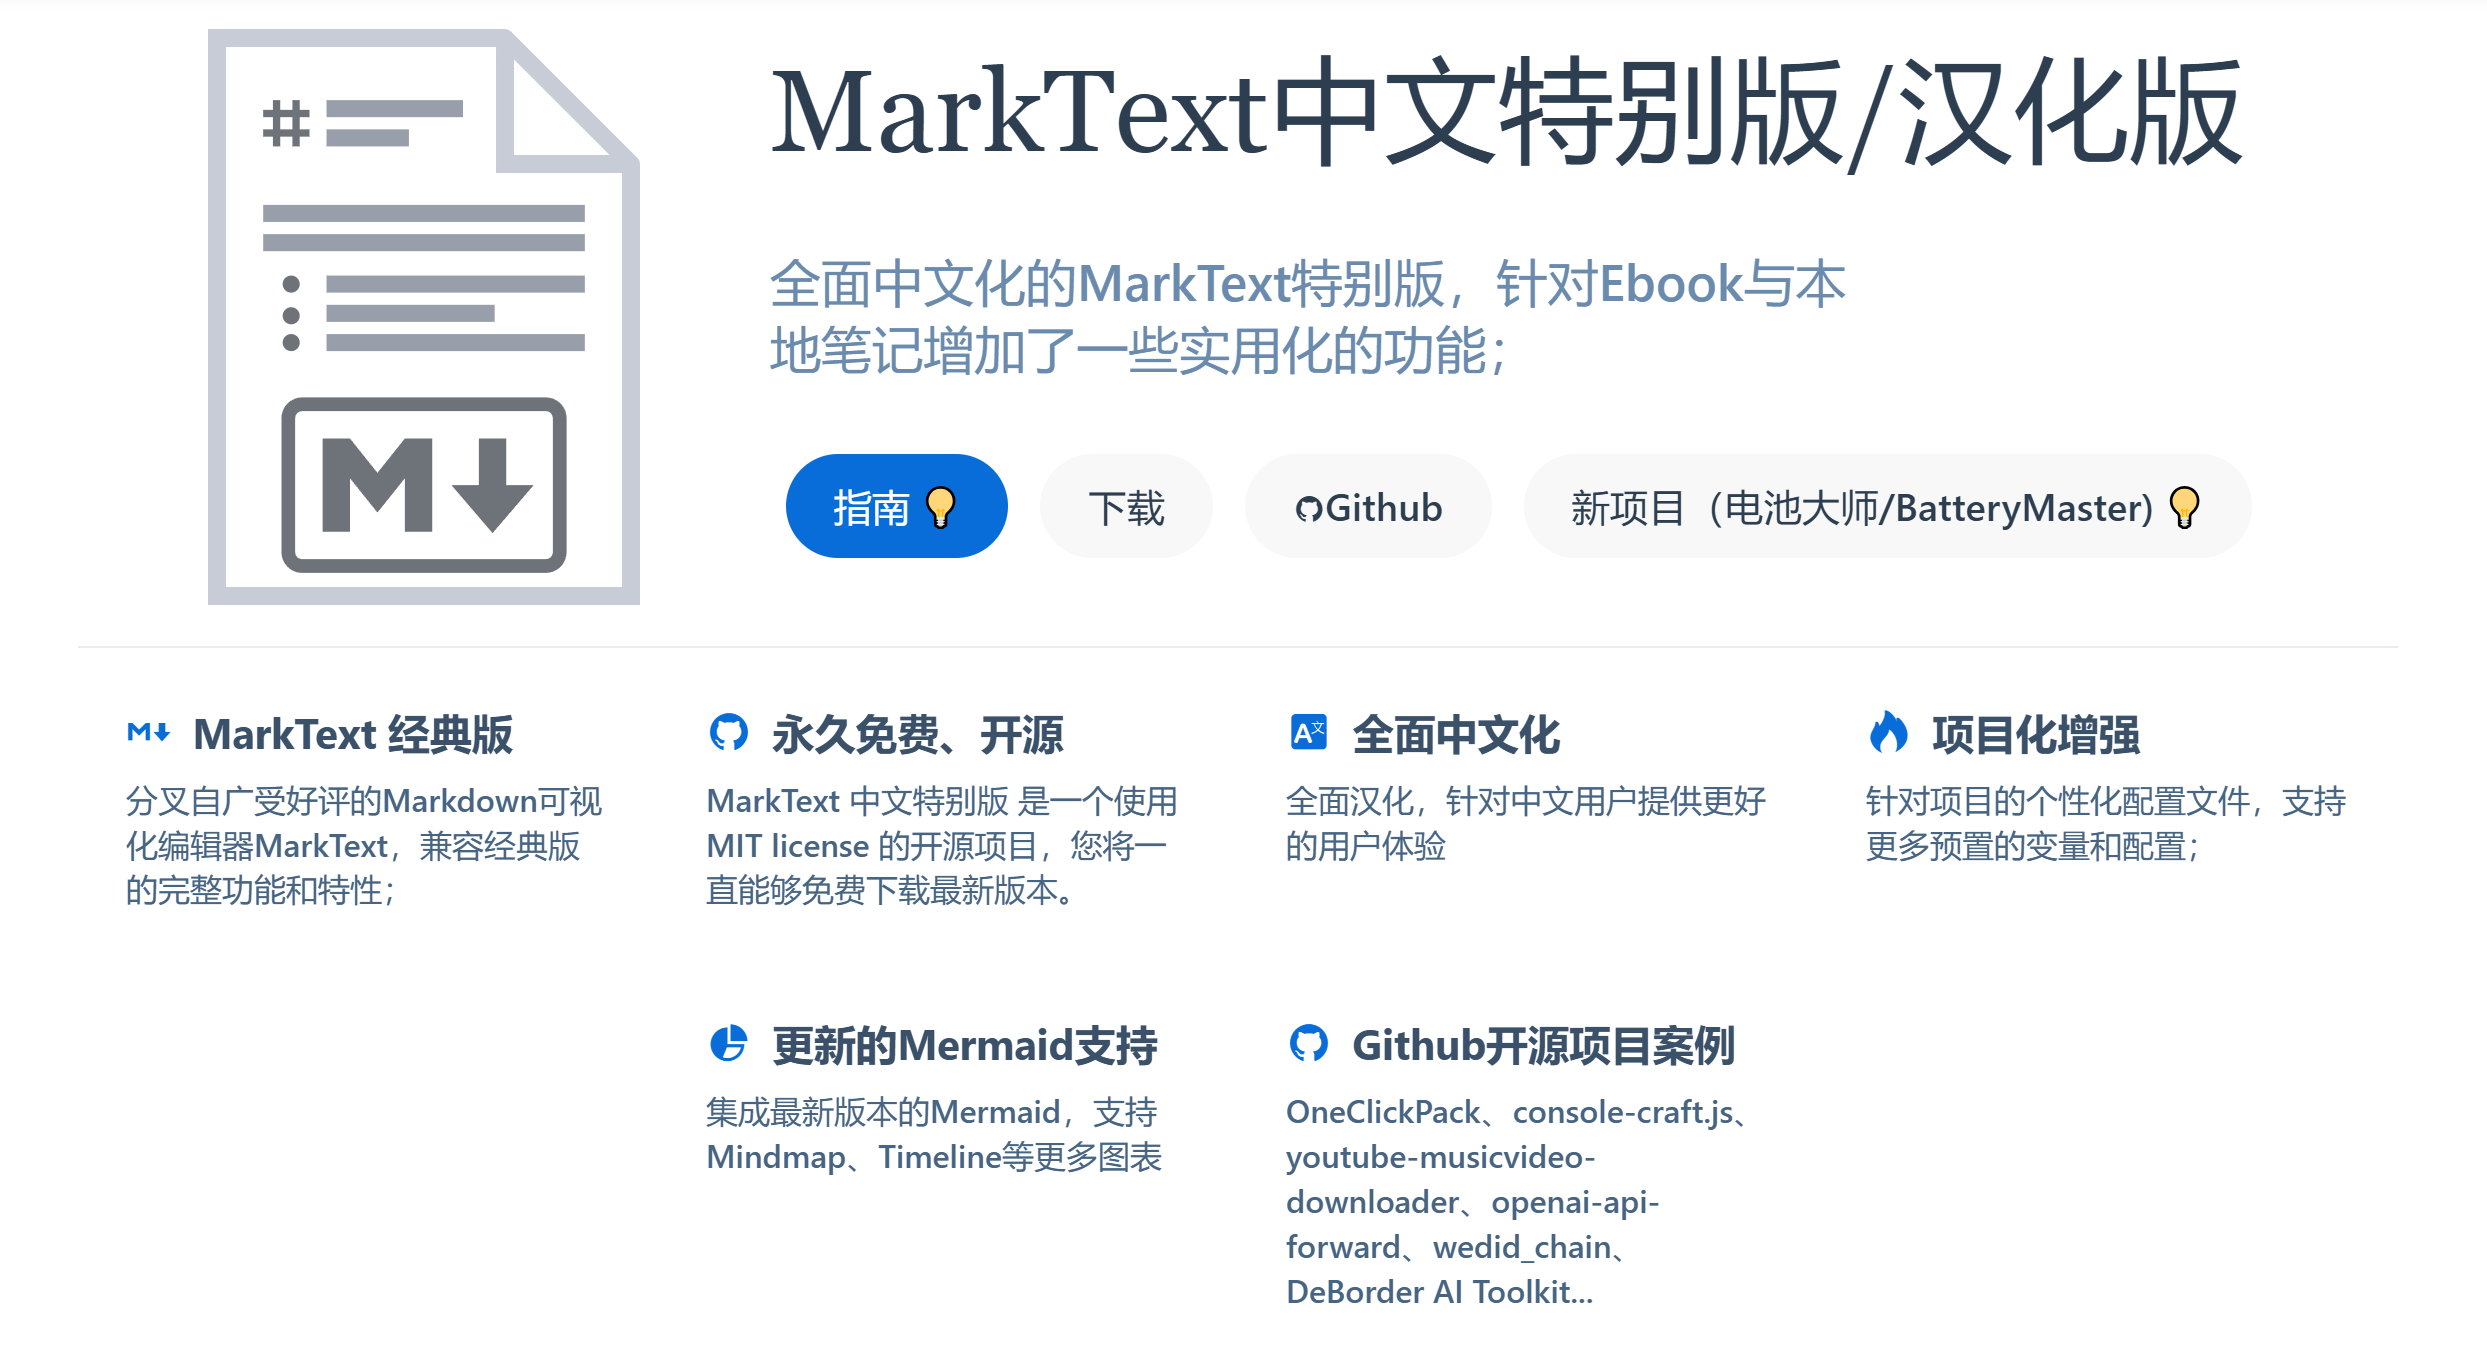 MarkText中文特别版/汉化版
全面中文化的MarkText特别版，针对Ebook与本
地笔记增加了一些实用化的功能；
指南💡
下载
Github
新项目（电池大师/BatteryMaster)💡
MarkText 经典版
分叉自广受好评的Markdown可视
化编辑器MarkText，兼容经典版
的完整功能和特性；
永久免费、开源
MarkText 中文特别版 是一个使用
MIT license 的开源项目，您将一
直能够免费下载最新版本。
全面中文化
全面汉化，针对中文用户提供更好
的用户体验
项目化增强
针对项目的个性化配置文件，支持
更多预置的变量和配置；
更新的Mermaid支持
集成最新版本的Mermaid，支持
Mindmap、Timeline等更多图表
Github开源项目案例
OneClickPack、console-craft.js、
youtube-musicvideo-
downloader、openai-api-
forward、wedid_chain、
DeBorder AI Toolkit...